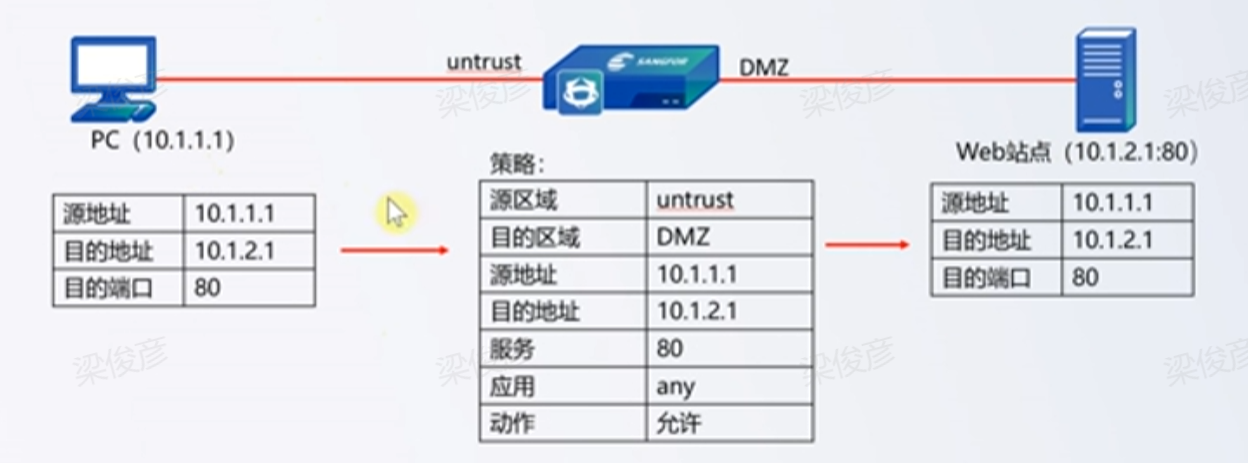 untrust
SANGFOR
DMZ
PC（10.1.1.1）
Web站点（10.1.2.1:80）
源地址 10.1.1.1
目的地址 10.1.2.1
目的端口 80
策略：
源区域 untrust
目的区域 DMZ
源地址 10.1.1.1
目的地址 10.1.2.1
服务 80
应用 any
动作 允许
源地址 10.1.1.1
目的地址 10.1.2.1
目的端口 80
梁俊彦
梁俊彦
梁俊彦
梁俊彦
梁俊彦
梁俊彦
梁俊彦
梁俊彦